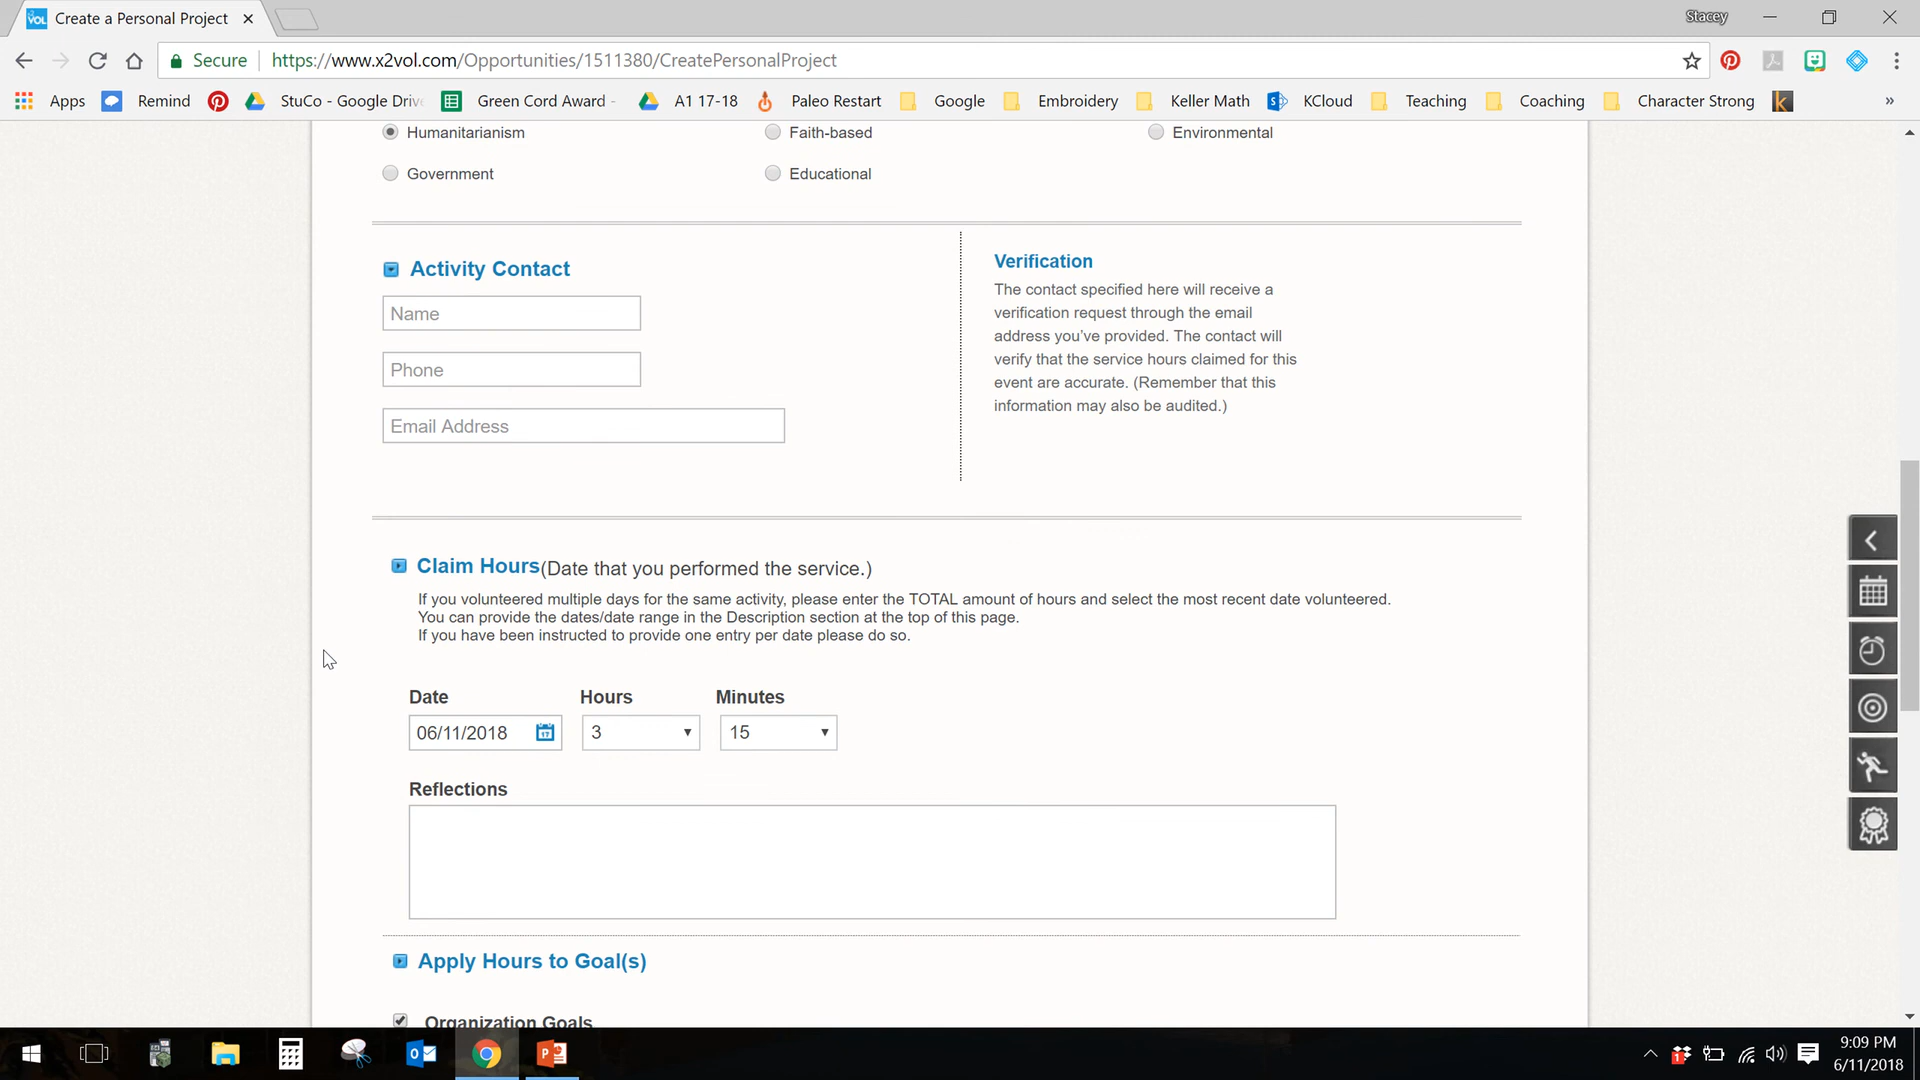 VOL Create a Personal Project
Stacey
Secure https://www.x2vol.com/Opportunities/1511380/CreatePersonalProject
Apps Remind StuCo - Google Driv Green Cord Award - A1 17-18 Paleo Restart Google Embroidery Keller Math KCloud Teaching Coaching Character Strong k »
Humanitarianism Faith-based Environmental
Government Educational
Activity Contact
Name
Phone
Email Address
Verification
The contact specified here will receive a
verification request through the email
address you've provided. The contact will
verify that the service hours claimed for this
event are accurate. (Remember that this
information may also be audited.)
Claim Hours(Date that you performed the service.)
If you volunteered multiple days for the same activity, please enter the TOTAL amount of hours and select the most recent date volunteered.
You can provide the dates/date range in the Description section at the top of this page.
If you have been instructed to provide one entry per date please do so.
Date Hours Minutes
06/11/2018 17 3 15
Reflections
Apply Hours to Goal(s)
Organization Goals
9:09 PM
6/11/2018